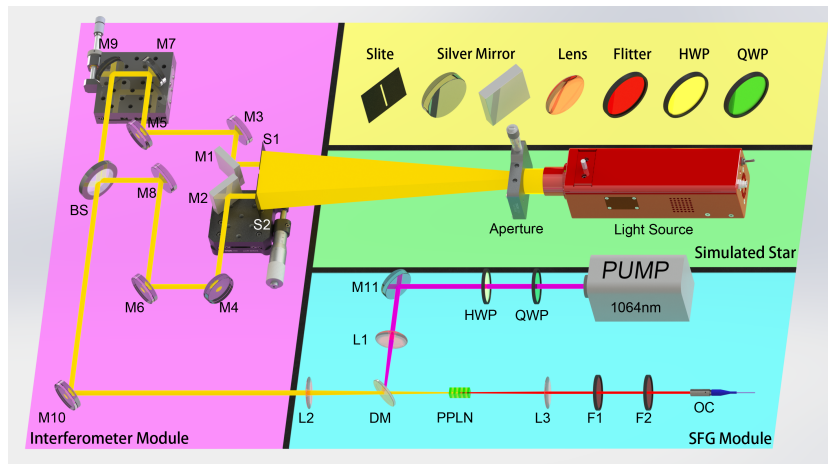 Slite
Silver Mirror
Lens
Flitter
HWP
QWP
M9
M7
M5
M3
S1
M1
M2
S2
M8
BS
M6
M4
M10
Interferometer Module
Aperture
Light Source
Simulated Star
M11
HWP
QWP
PUMP
1064nm
L1
L2
DM
PPLN
L3
F1
F2
OC
SFG Module